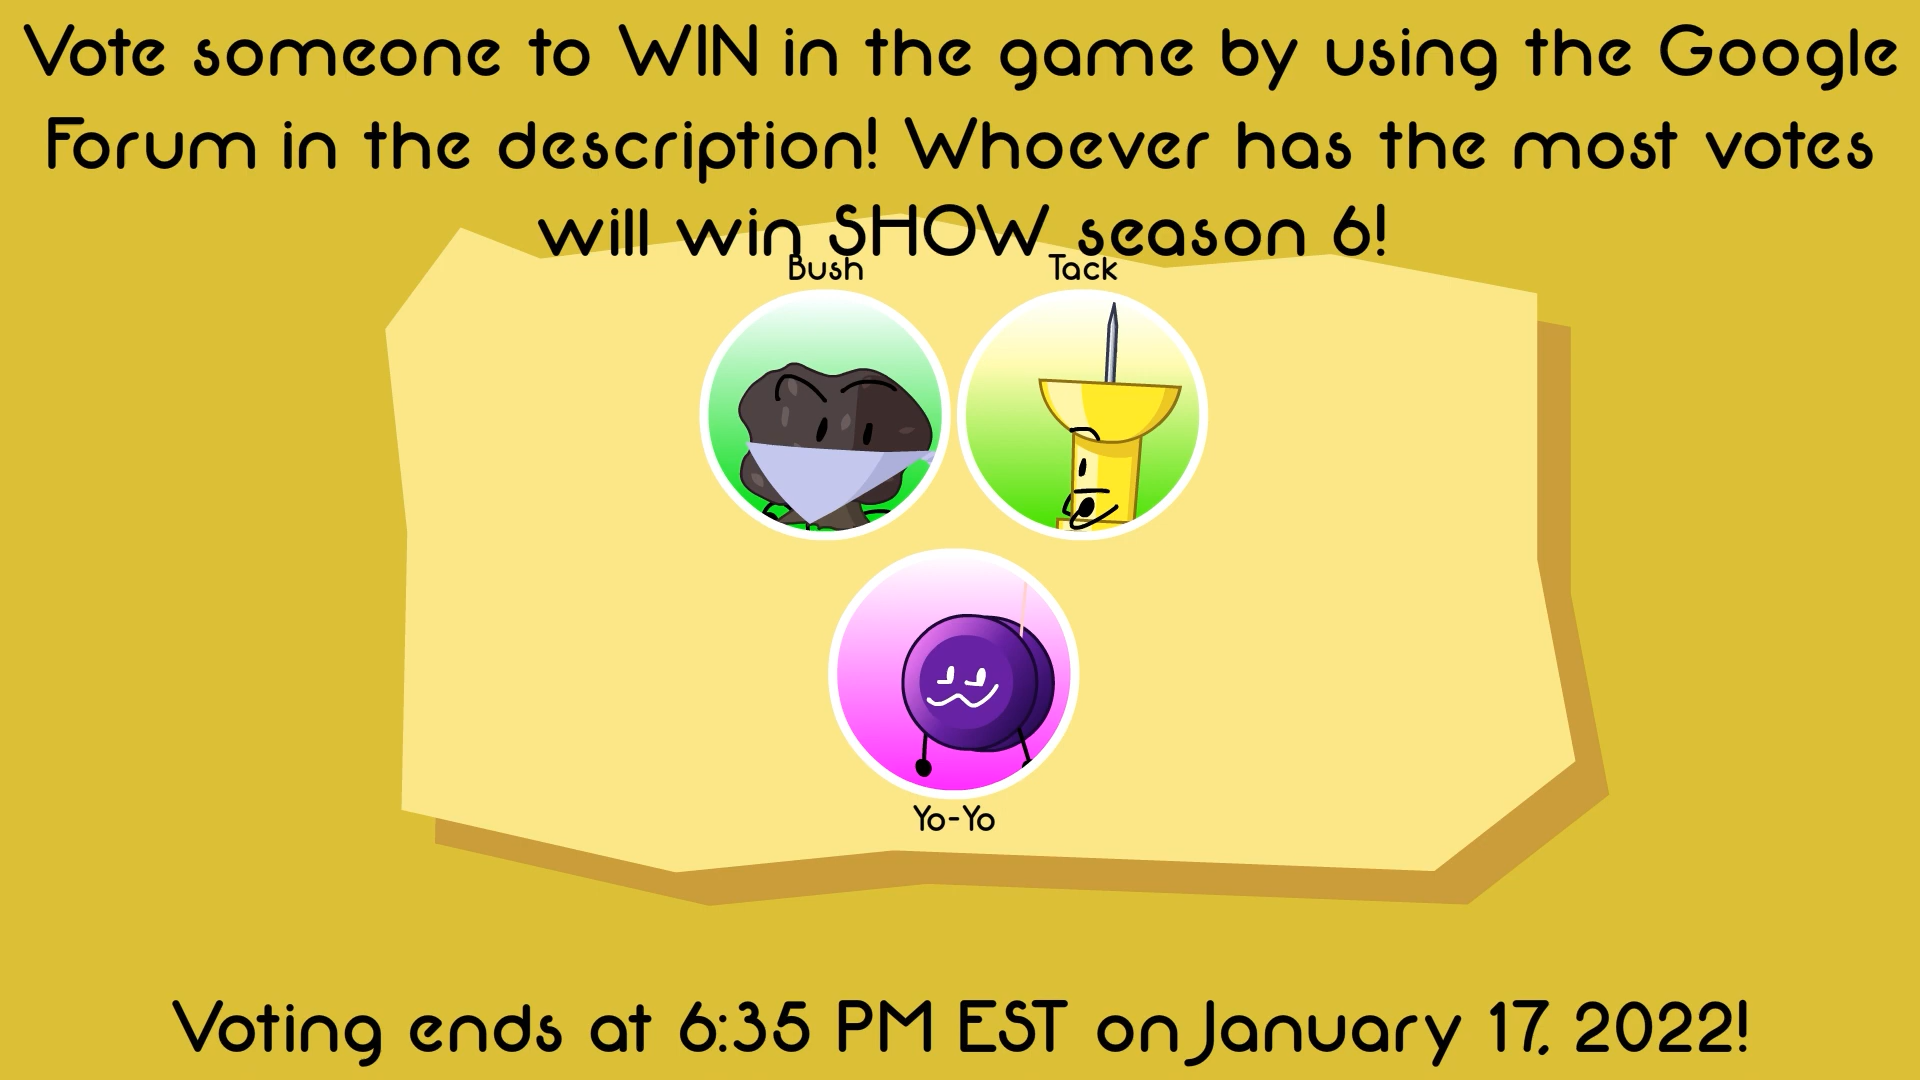 Vote someone to WIN in the game by using the Google
Forum in the description! Whoever has the most votes
will win SHOW season 6!
Bush Tack
Yo-Yo
Voting ends at 6:35 PM EST on January 17, 2022!